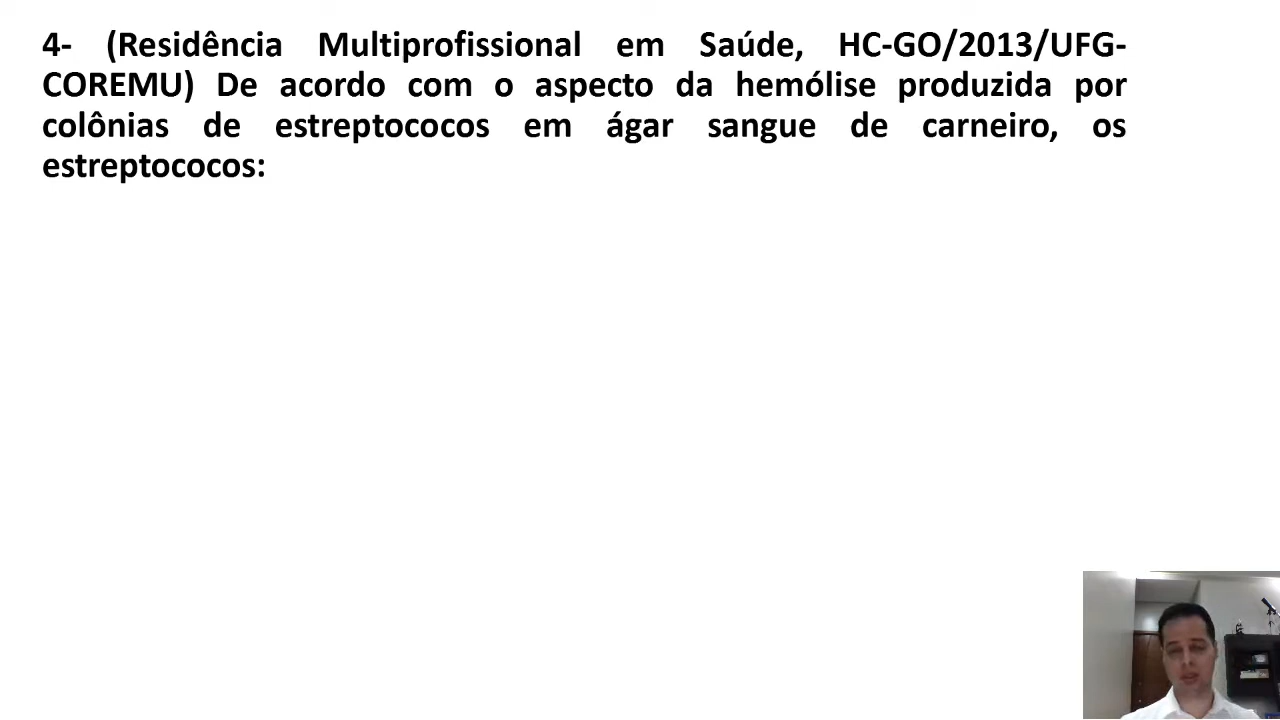 4- (Residência Multiprofissional em Saúde, HC-GO/2013/UFG-
COREMU) De acordo com o aspecto da hemólise produzida por
colônias de estreptococos em ágar sangue de carneiro, os
estreptococos: